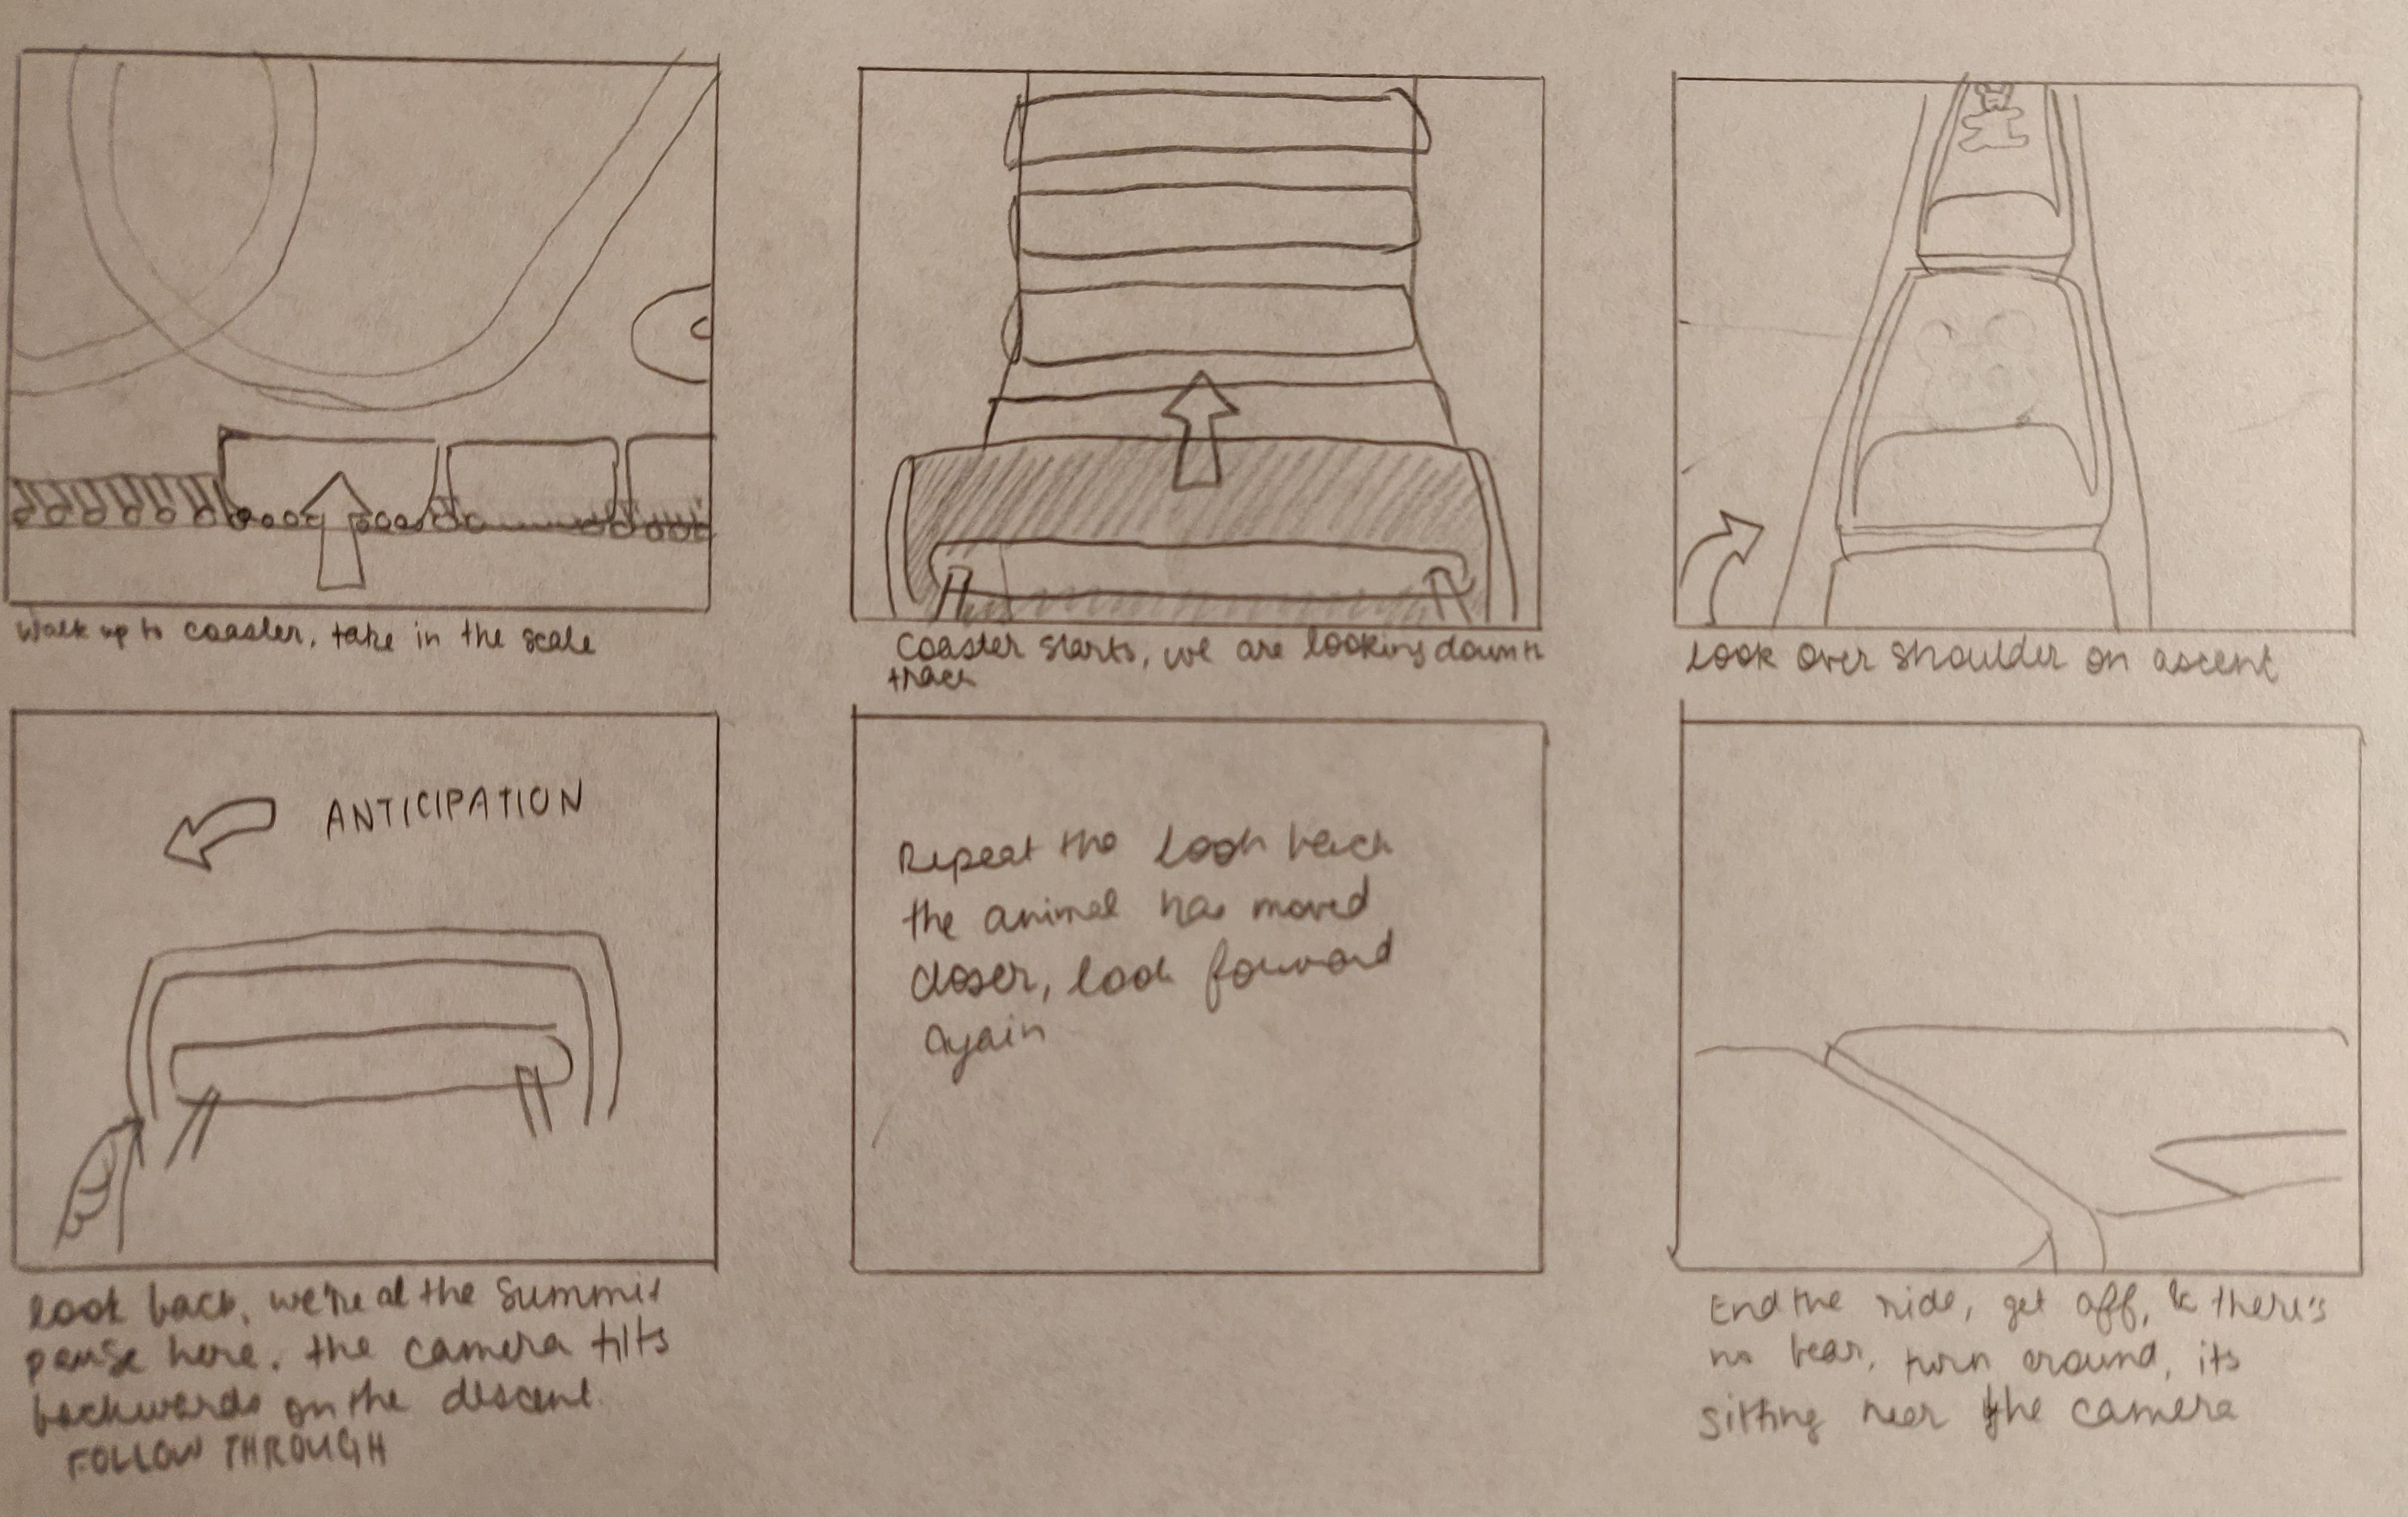 Walk up to coaster, take in the scale
Coaster starts, we are looking down
track
Look over shoulder on ascent
ANTICIPATION
look back, we're at the summit
pause here. the camera tilts
backwards on the descent.
FOLLOW THROUGH
Repeat the look back
the animal has moved
closer, look forward
again
End the ride, get off, & there's
no bear, turn around, its
sitting near the camera